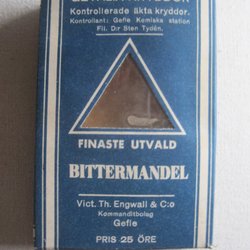 Kontrollerade äkta kryddor.
Kontrollant: Gefle Kemiska station
Fil. D:r Sten Tydén.
FINASTE UTVALD
BITTERMANDEL
Vict. Th. Engwall & C:o
Kommanditbolag
Gefle
PRIS 25 ÖRE